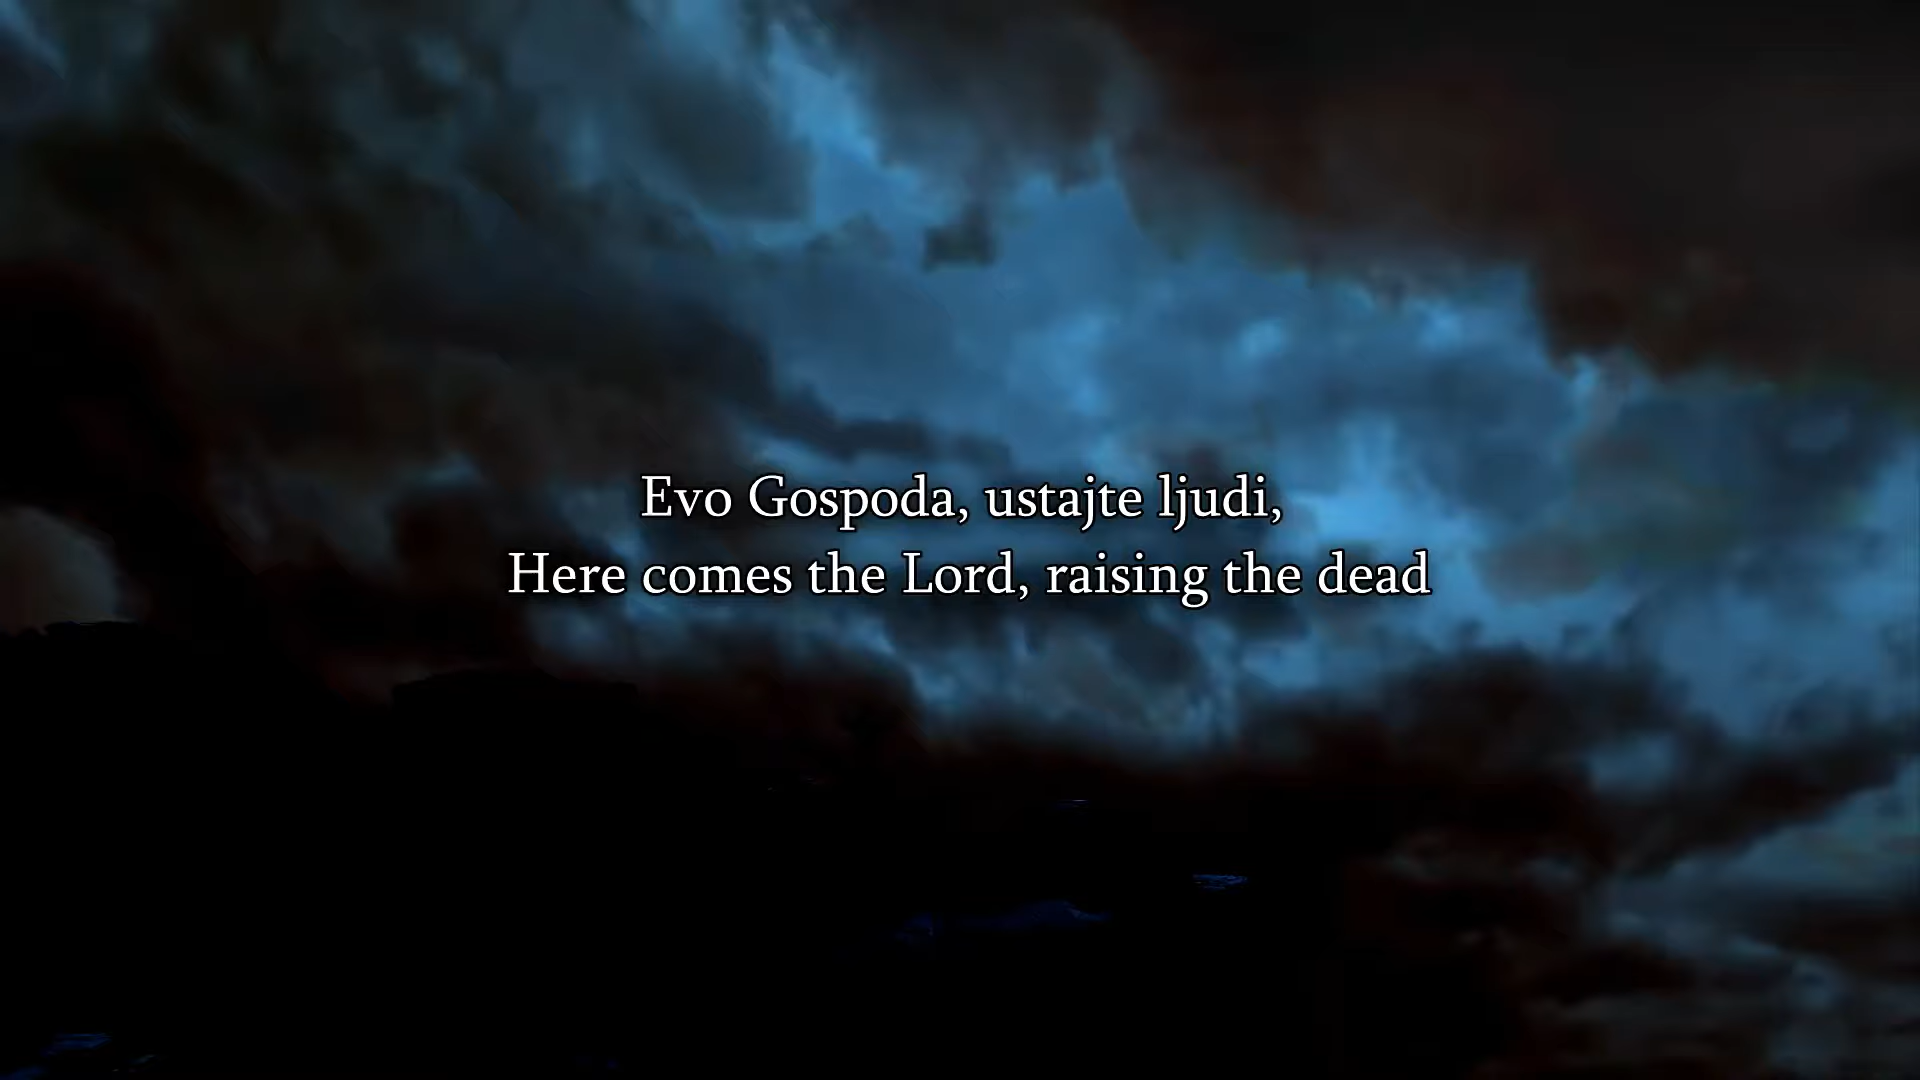 Evo Gospoda, ustajte ljudi,
Here comes the Lord, raising the dead